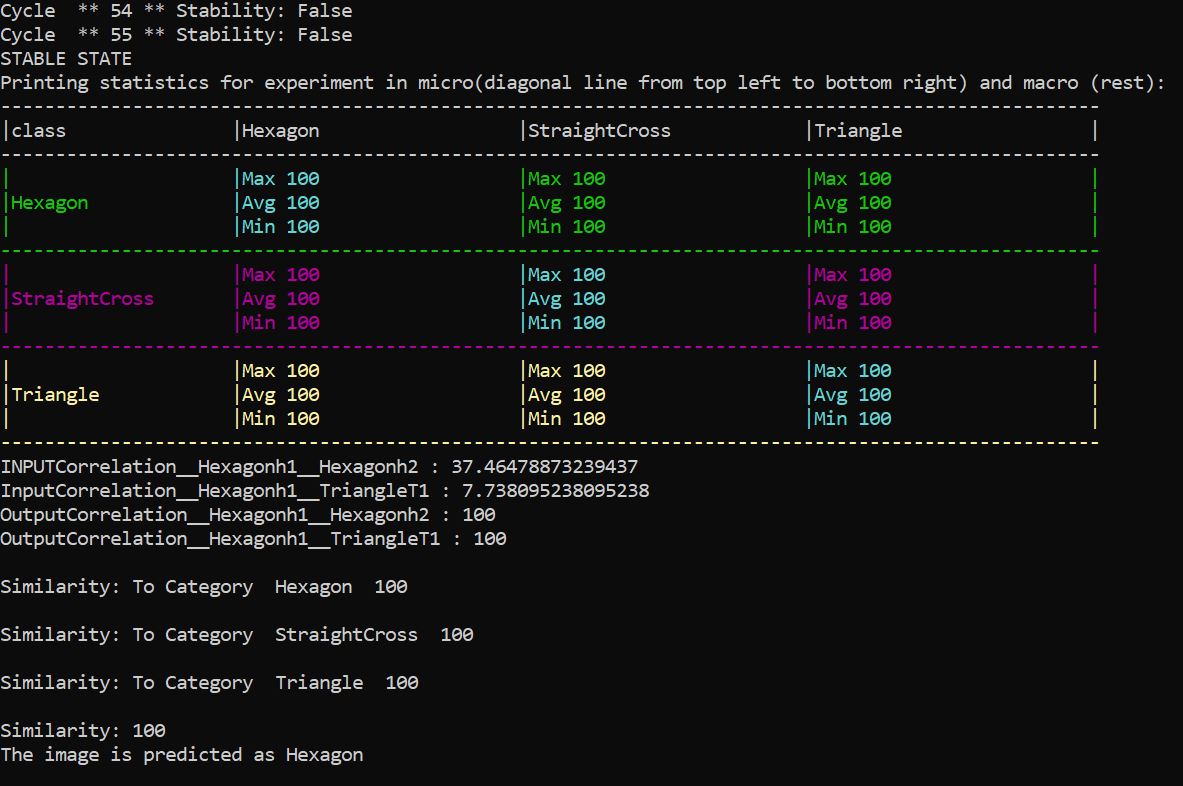 Cycle  ** 54 ** Stability: False
Cycle  ** 55 ** Stability: False
STABLE STATE
Printing statistics for experiment in micro(diagonal line from top left to bottom right) and macro (rest):
----------------------------------------------------------------------------------------------------
|class               |Hexagon                  |StraightCross            |Triangle                 |
----------------------------------------------------------------------------------------------------
|                    |Max 100                  |Max 100                  |Max 100                  |
|Hexagon             |Avg 100                  |Avg 100                  |Avg 100                  |
|                    |Min 100                  |Min 100                  |Min 100                  |
----------------------------------------------------------------------------------------------------
|                    |Max 100                  |Max 100                  |Max 100                  |
|StraightCross       |Avg 100                  |Avg 100                  |Avg 100                  |
|                    |Min 100                  |Min 100                  |Min 100                  |
----------------------------------------------------------------------------------------------------
|                    |Max 100                  |Max 100                  |Max 100                  |
|Triangle            |Avg 100                  |Avg 100                  |Avg 100                  |
|                    |Min 100                  |Min 100                  |Min 100                  |
----------------------------------------------------------------------------------------------------
INPUTCorrelation__Hexagonh1__Hexagonh2 : 37.46478873239437
InputCorrelation__Hexagonh1__TriangleT1 : 7.738095238095238
OutputCorrelation__Hexagonh1__Hexagonh2 : 100
OutputCorrelation__Hexagonh1__TriangleT1 : 100
Similarity: To Category  Hexagon  100
Similarity: To Category  StraightCross  100
Similarity: To Category  Triangle  100
Similarity: 100
The image is predicted as Hexagon